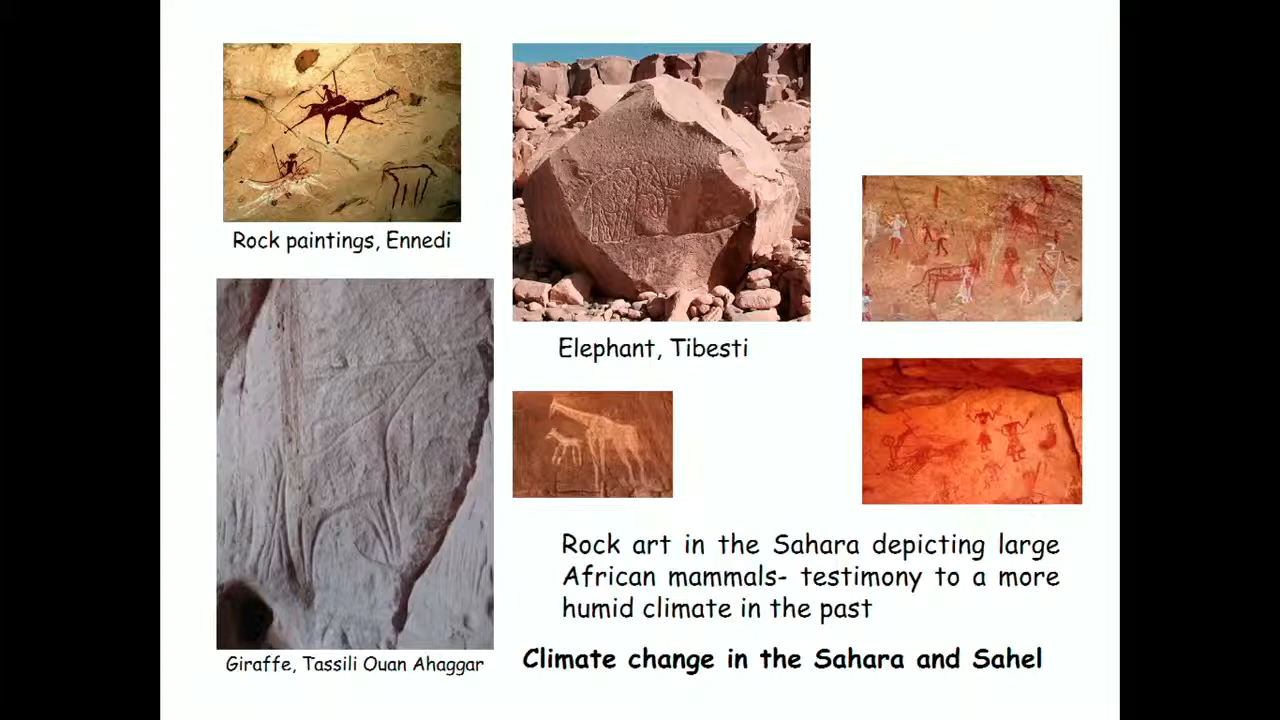 Rock paintings, Ennedi
Elephant, Tibesti
Giraffe, Tassili Ouan Ahaggar
Rock art in the Sahara depicting large
African mammals- testimony to a more
humid climate in the past
Climate change in the Sahara and Sahel